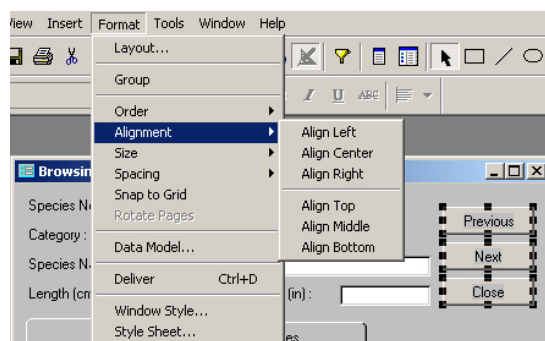 View Insert Format Tools Window Help
Layout...
Group
I U ABC
Order
Alignment
Align Left
Size
Align Center
Browsin
Spacing
Align Right
Snap to Grid
Species N
Rotate Pages
Align Top
Previous
Category :
Align Middle
Data Model...
Align Bottom
Next
Species N
Deliver Ctrl+D
Length (cm
(in) :
Close
Window Style...
Style Sheet...
es